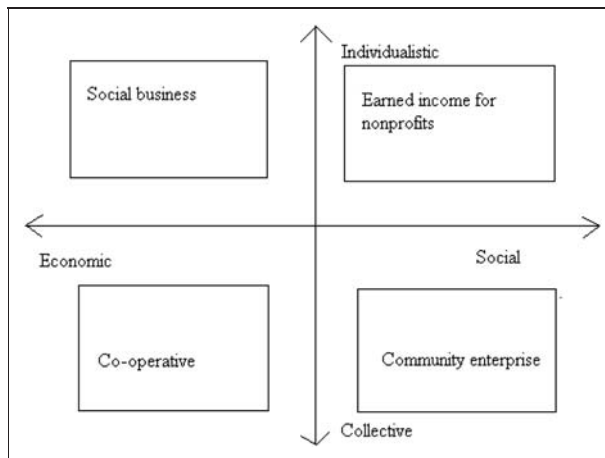 Individualistic
Social business
Earned income for
nonprofits
Economic
Social
Co-operative
Community enterprise
Collective